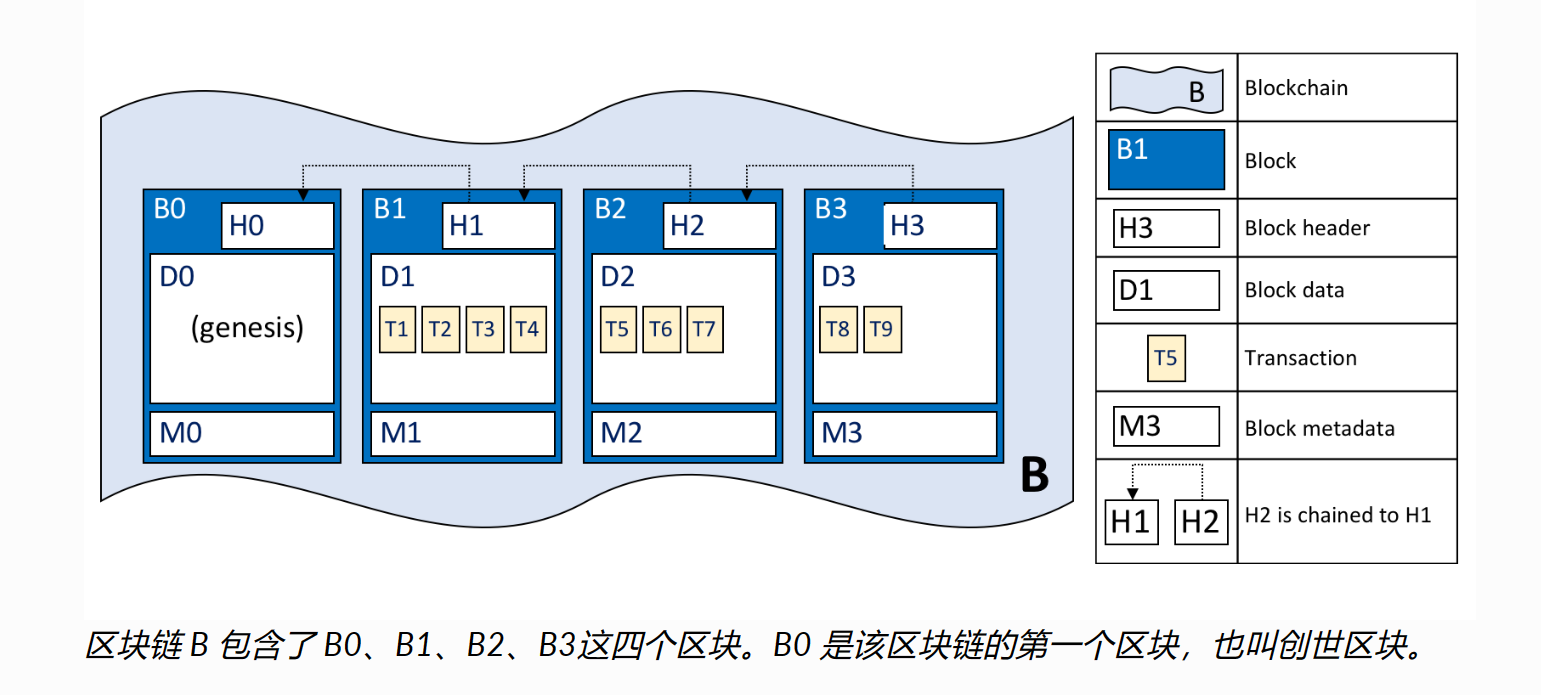 B0
H0
D0
(genesis)
M0
B1
H1
D1
T1 T2 T3 T4
M1
B2
H2
D2
T5 T6 T7
M2
B3
H3
D3
T8 T9
M3
B
B Blockchain
B1 Block
H3 Block header
D1 Block data
T5 Transaction
M3 Block metadata
H1 H2 H2 is chained to H1
区块链 B 包含了 B0、B1、B2、B3这四个区块。B0 是该区块链的第一个区块，也叫创世区块。